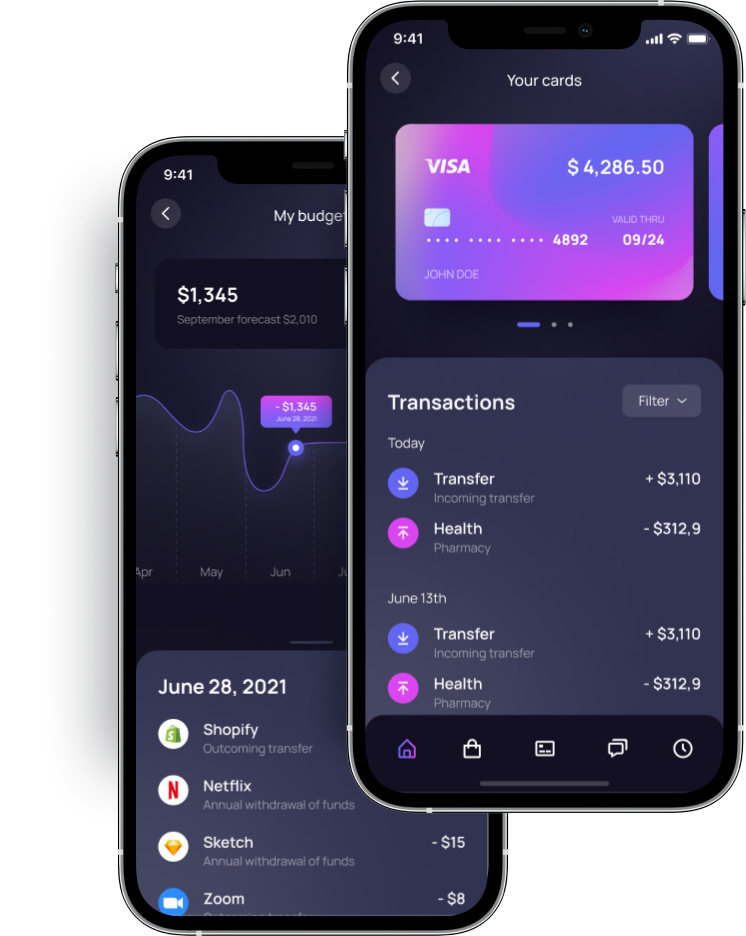 9:41
Your cards
VISA
$ 4,286.50
VALID THRU
•••• •••• •••• 4892
09/24
JOHN DOE
Transactions
Filter
Today
Transfer
+ $3,110
Incoming transfer
Health
- $312,9
Pharmacy
June 13th
Transfer
+ $3,110
Incoming transfer
Health
- $312,9
Pharmacy
9:41
My budge
$1,345
September forecast $2,010
- $1,345
June 28, 2021
Apr
May
Jun
June 28, 2021
Shopify
Outcoming transfer
Netflix
Annual withdrawal of funds
Sketch
- $15
Annual withdrawal of funds
Zoom
- $8